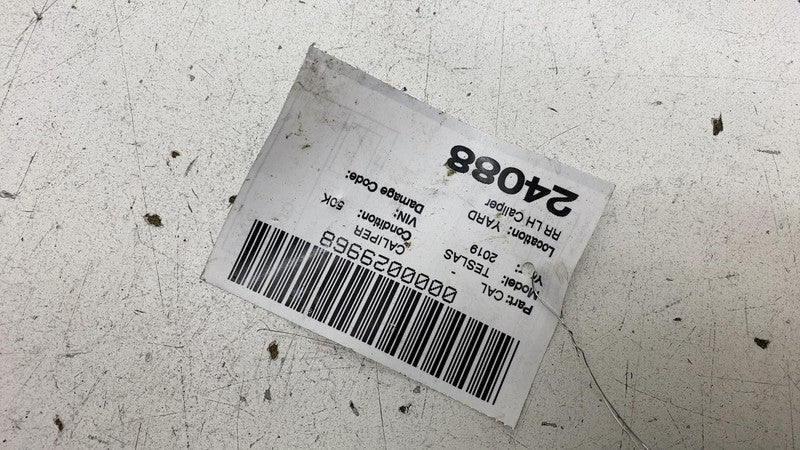 0000029968
Part: CAL - CALIPER
Model: TESLAS Condition: 50K
2019 VIN:
Location: YARD Damage Code:
RR LH Caliper
24088